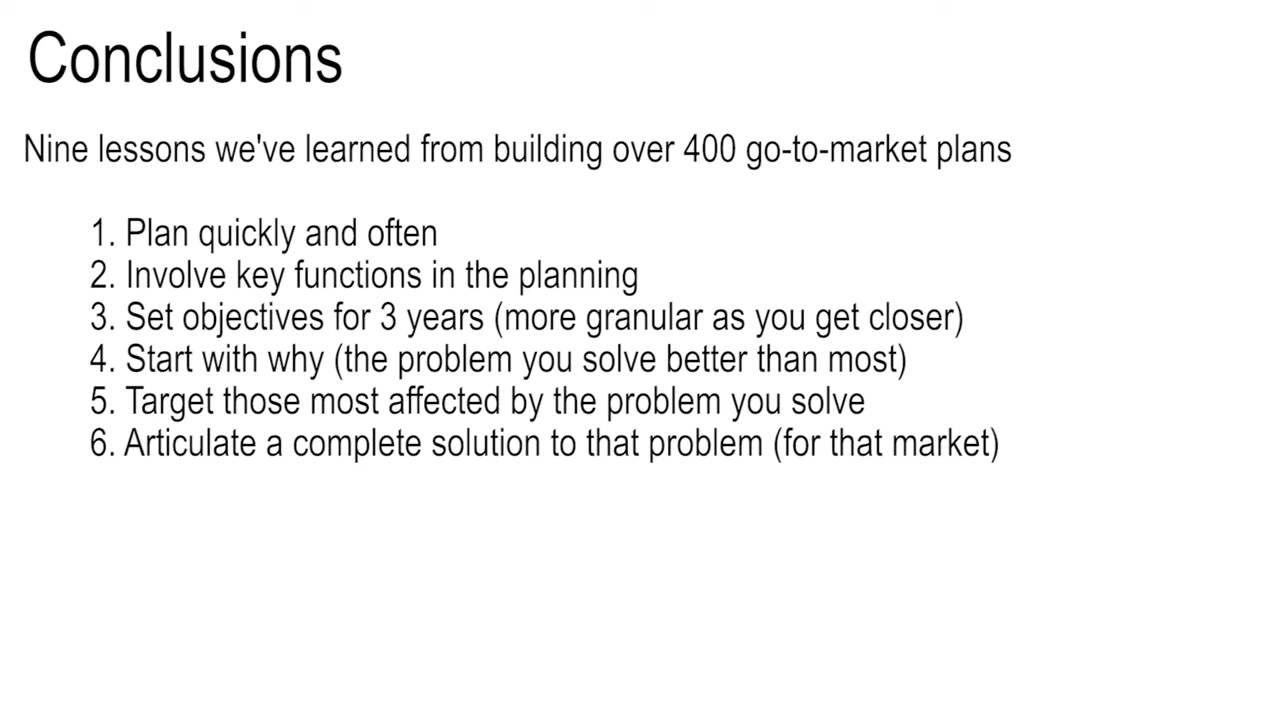 Conclusions
Nine lessons we've learned from building over 400 go-to-market plans
1. Plan quickly and often
2. Involve key functions in the planning
3. Set objectives for 3 years (more granular as you get closer)
4. Start with why (the problem you solve better than most)
5. Target those most affected by the problem you solve
6. Articulate a complete solution to that problem (for that market)